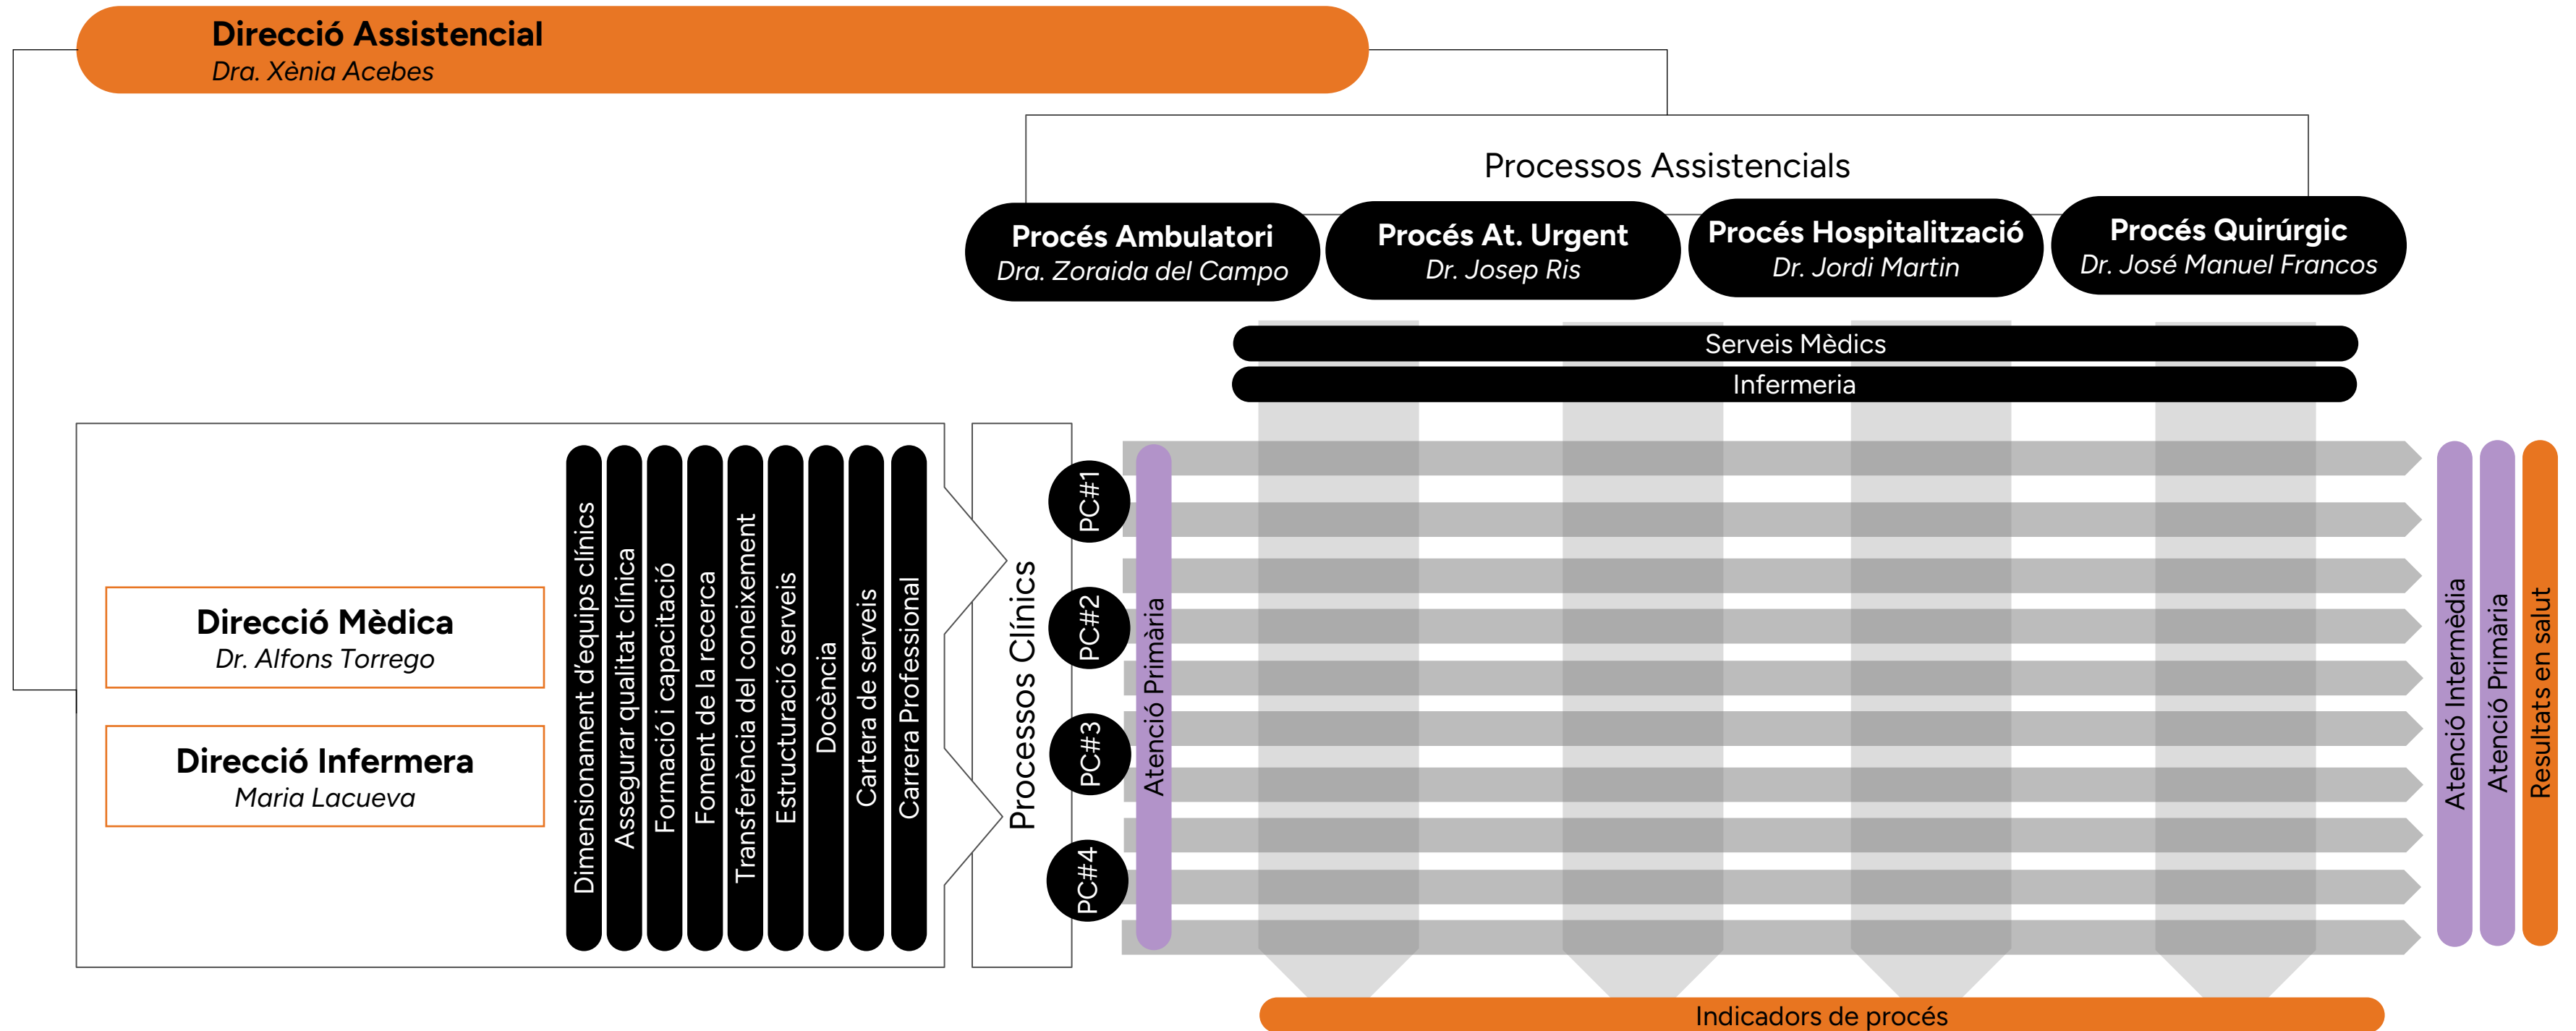 Direcció Assistencial
Dra. Xènia Acebes
Processos Assistencials
Procés Ambulatori
Dra. Zoraida del Campo
Procés At. Urgent
Dr. Josep Ris
Procés Hospitalització
Dr. Jordi Martin
Procés Quirúrgic
Dr. José Manuel Francos
Serveis Mèdics
Infermeria
Direcció Mèdica
Dr. Alfons Torrego
Direcció Infermera
Maria Lacueva
Dimensionament d'equips clínics
Assegurar qualitat clínica
Formació i capacitació
Foment de la recerca
Transferència del coneixement
Estructuració serveis
Docència
Cartera de serveis
Carrera Professional
Processos Clínics
PC#1
PC#2
PC#3
PC#4
Atenció Primària
Atenció Intermèdia
Atenció Primària
Resultats en salut
Indicadors de procés